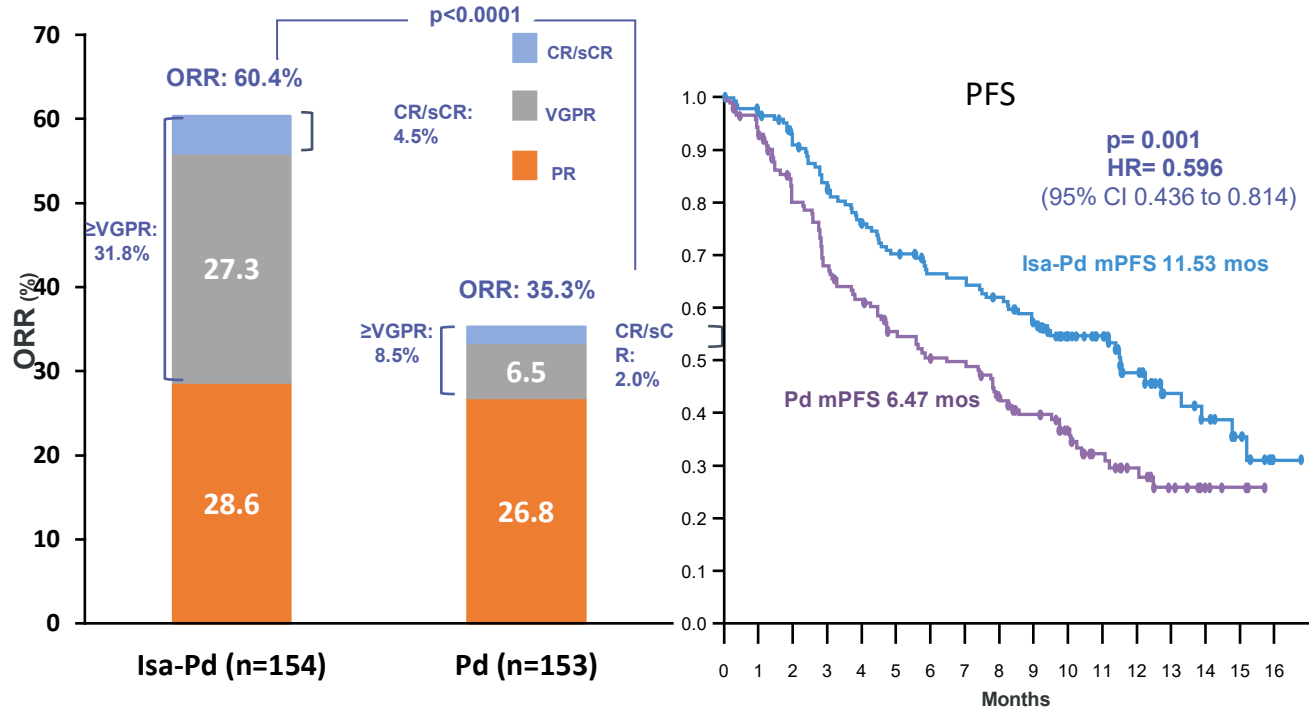 p<0.0001
70
60
50
40
30
20
10
0
ORR (%)
CR/sCR
VGPR
PR
ORR: 60.4%
CR/sCR:
4.5%
≥VGPR:
31.8%
27.3
28.6
ORR: 35.3%
≥VGPR:
8.5%
CR/sC
R:
2.0%
6.5
26.8
Isa-Pd (n=154)
Pd (n=153)
PFS
p= 0.001
HR= 0.596
(95% CI 0.436 to 0.814)
Isa-Pd mPFS 11.53 mos
Pd mPFS 6.47 mos
1.0
0.9
0.8
0.7
0.6
0.5
0.4
0.3
0.2
0.1
0.0
0 1 2 3 4 5 6 7 8 9 10 11 12 13 14 15 16
Months